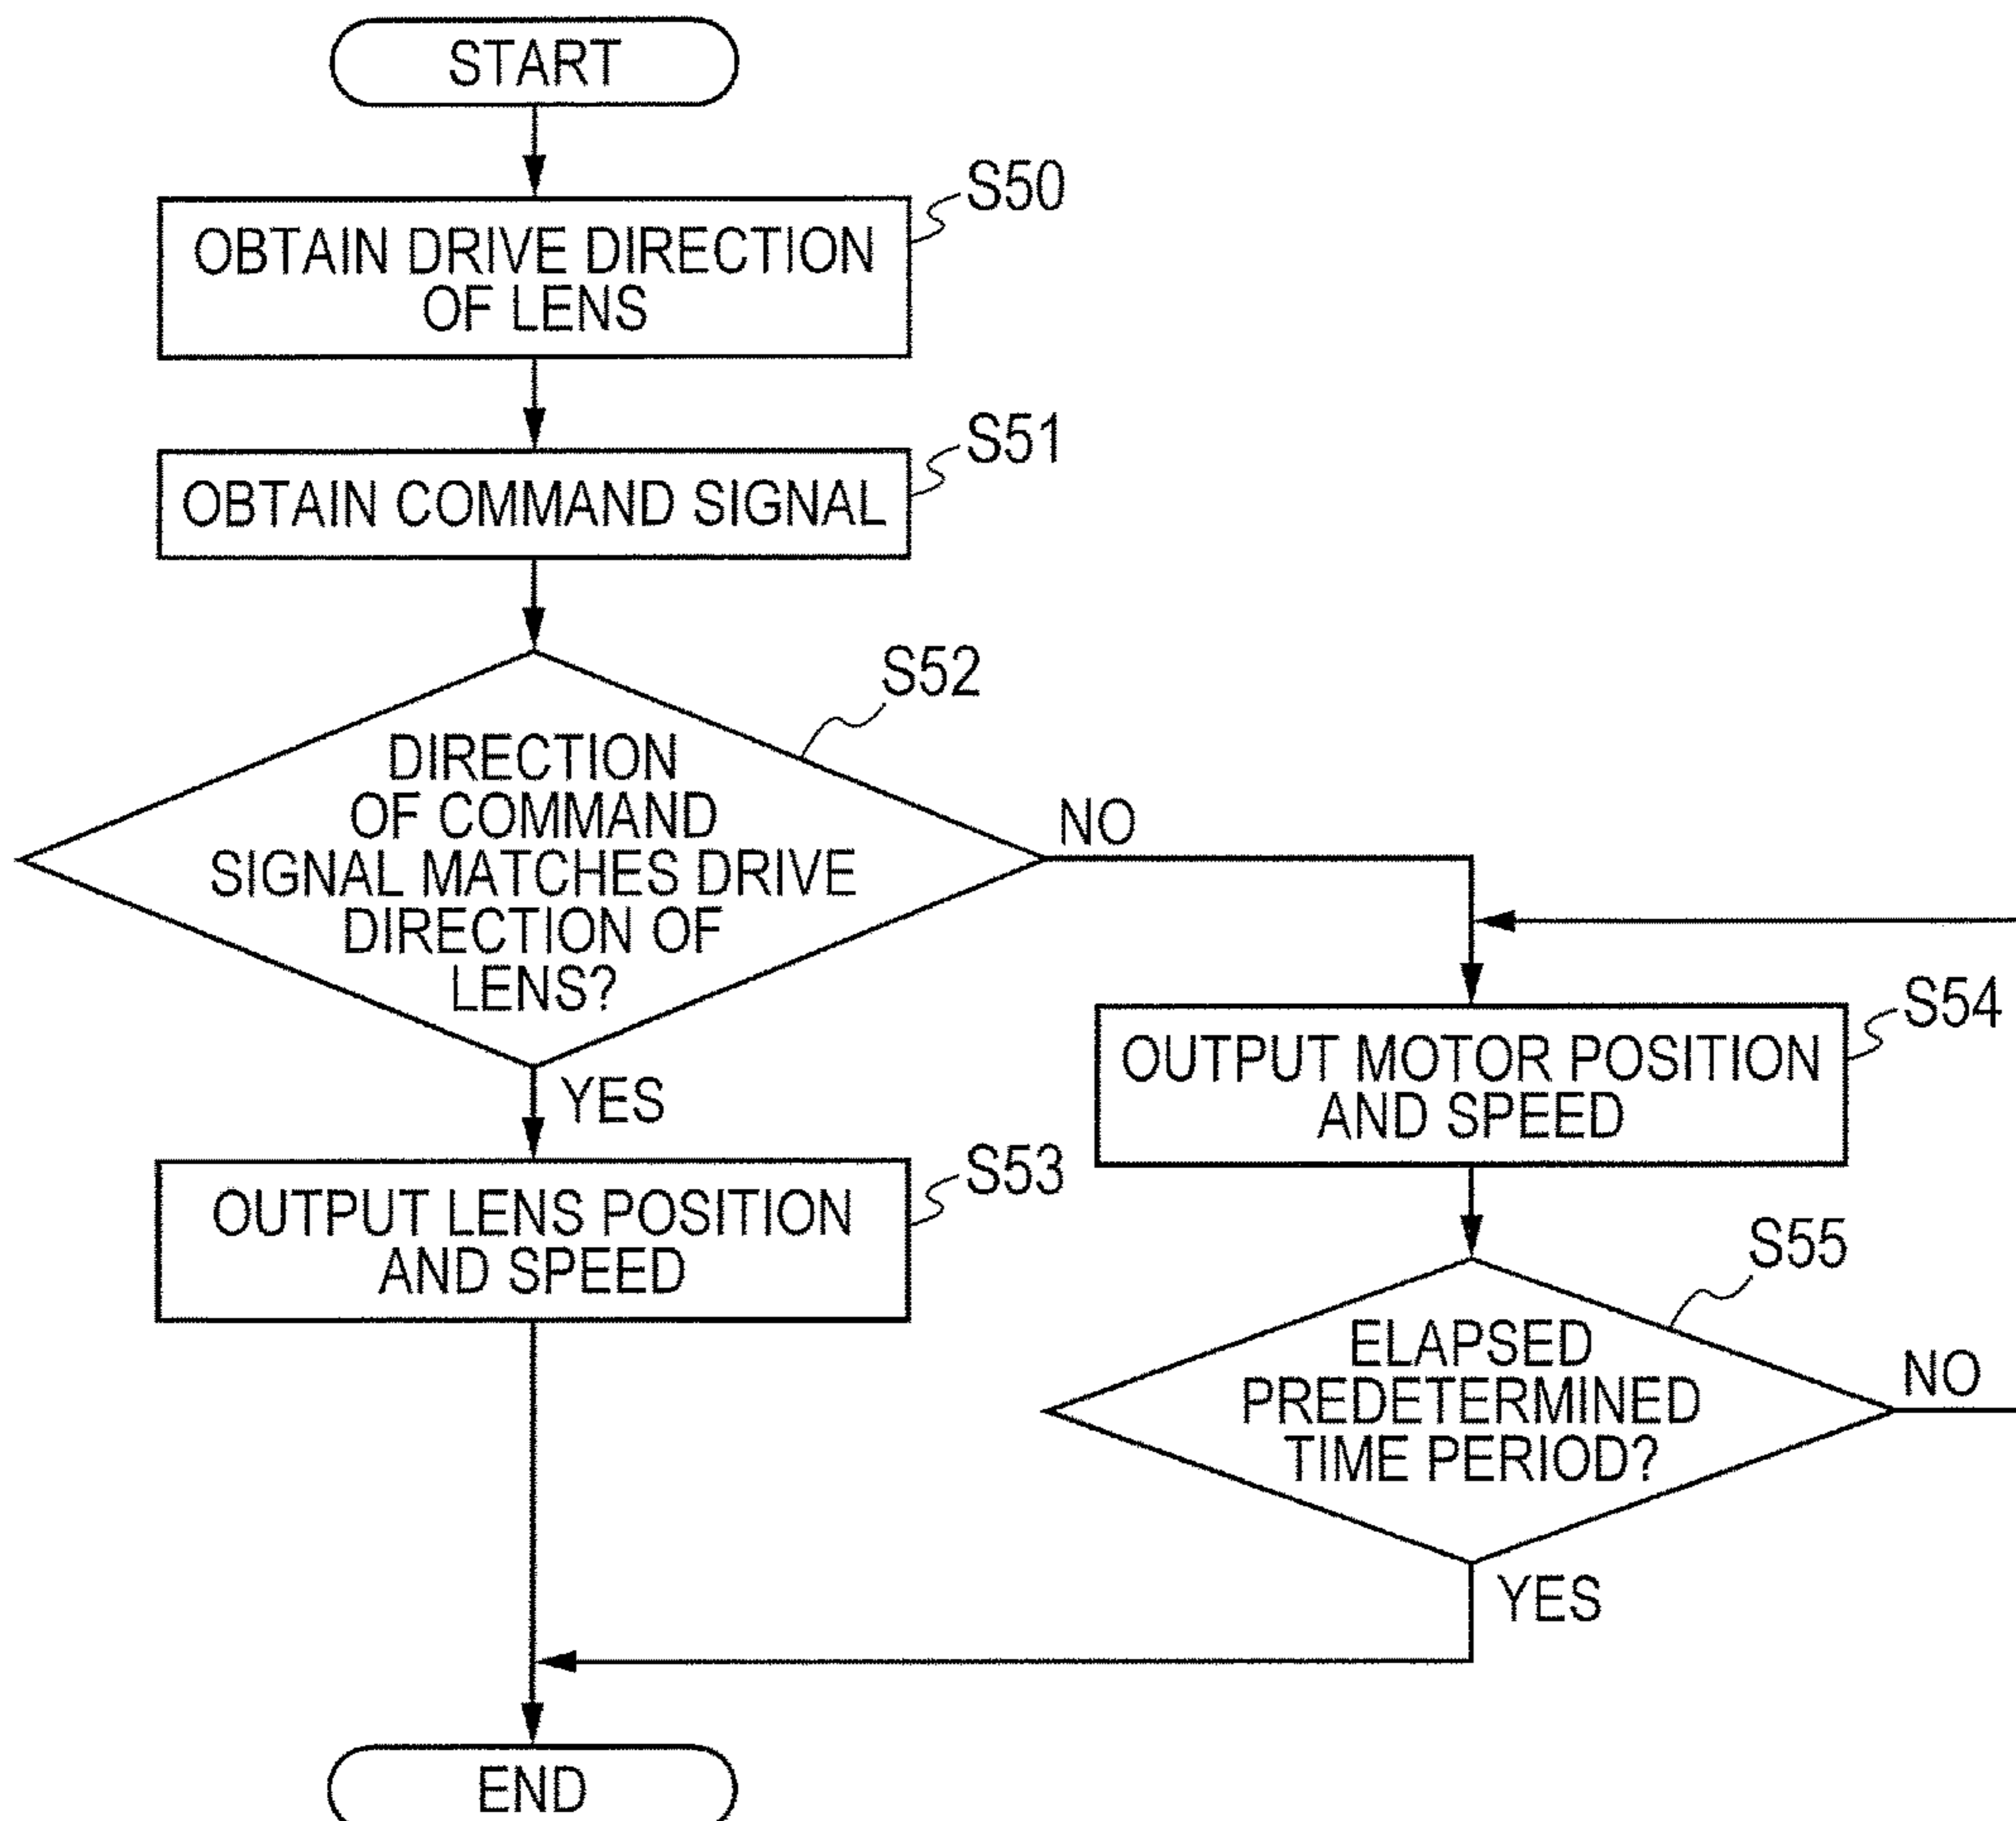 START
S50
OBTAIN DRIVE DIRECTION
OF LENS
S51
OBTAIN COMMAND SIGNAL
S52
DIRECTION
OF COMMAND
SIGNAL MATCHES DRIVE
DIRECTION OF
LENS?
NO
YES
S53
OUTPUT LENS POSITION
AND SPEED
S54
OUTPUT MOTOR POSITION
AND SPEED
S55
ELAPSED
PREDETERMINED
TIME PERIOD?
NO
YES
END